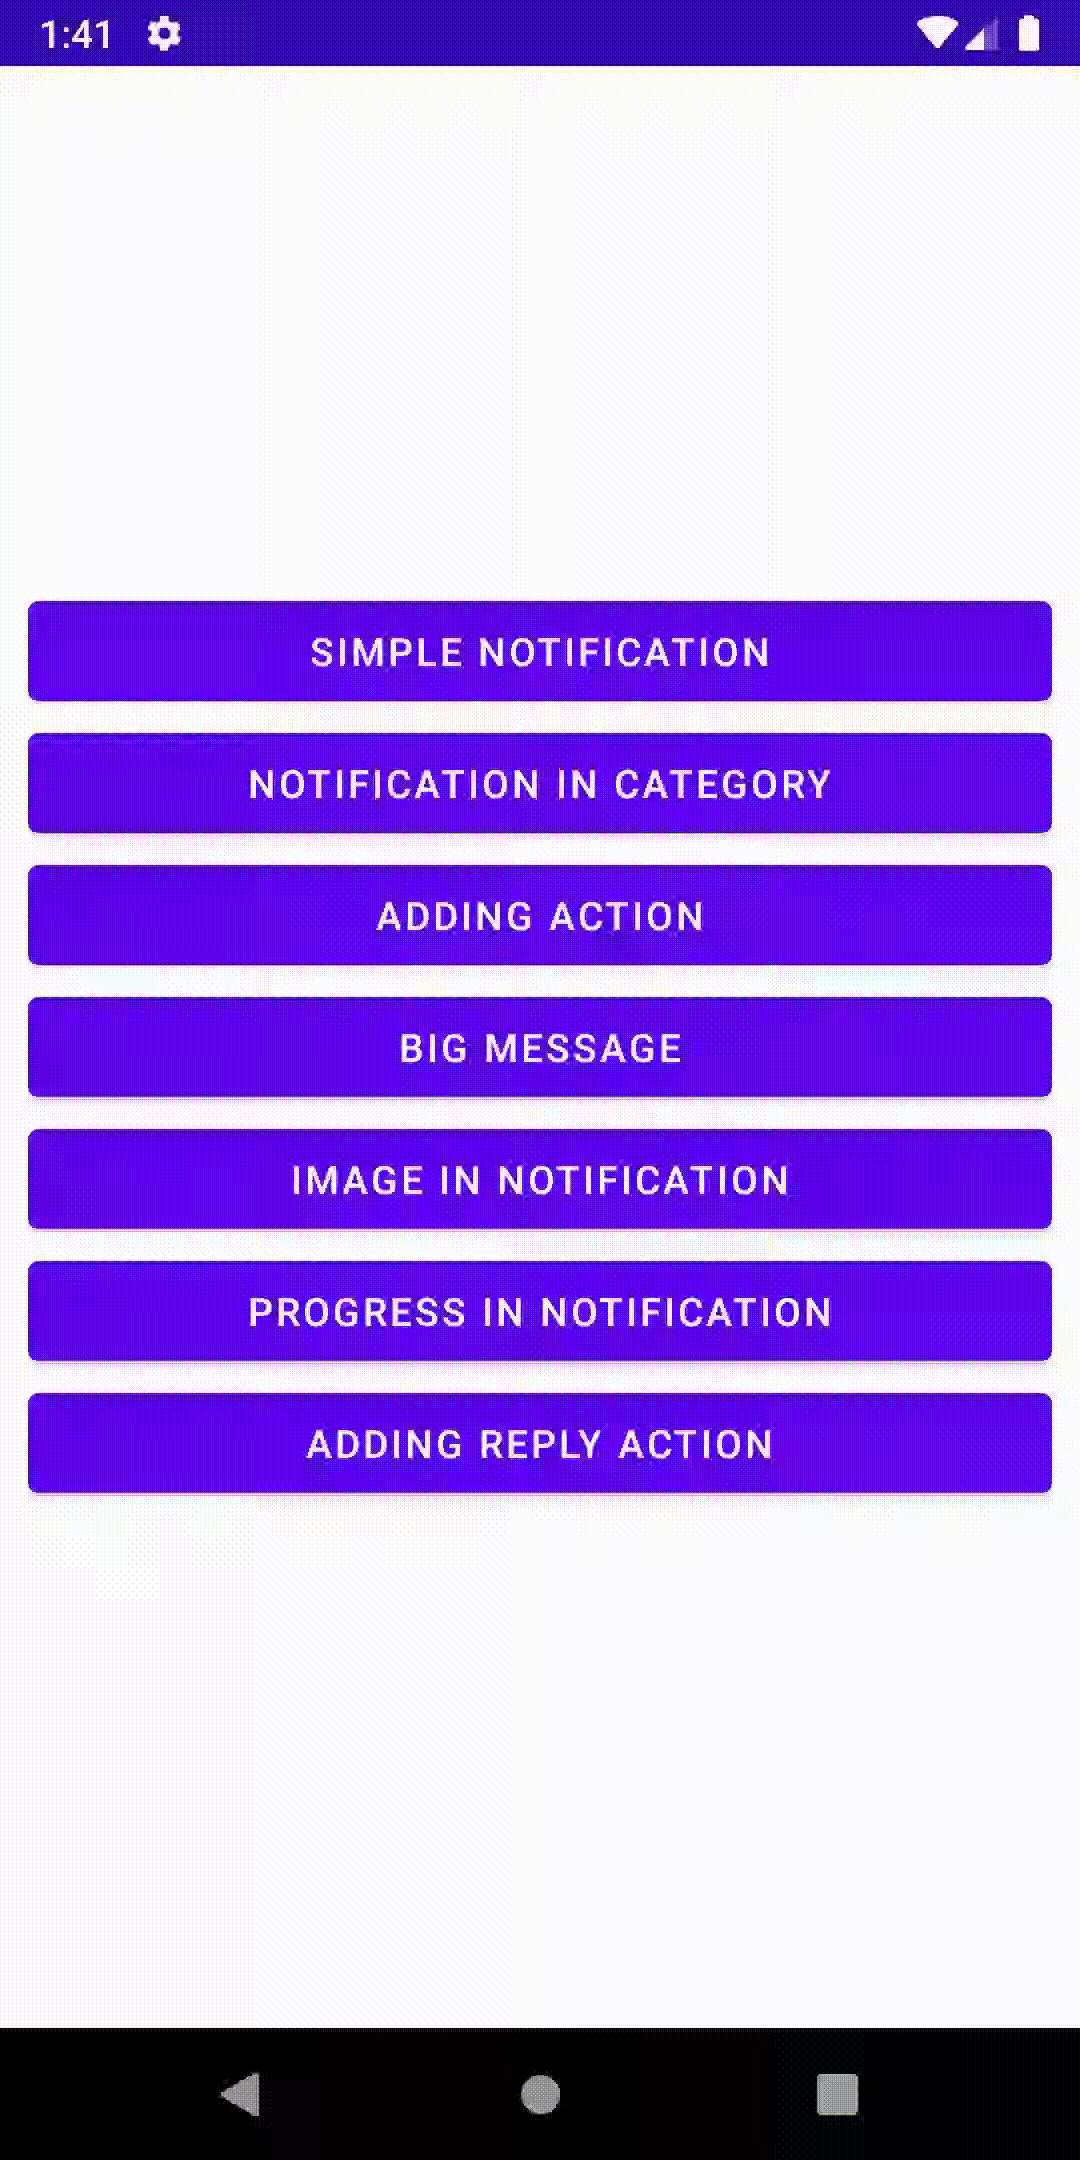 1:41
SIMPLE NOTIFICATION
NOTIFICATION IN CATEGORY
ADDING ACTION
BIG MESSAGE
IMAGE IN NOTIFICATION
PROGRESS IN NOTIFICATION
ADDING REPLY ACTION